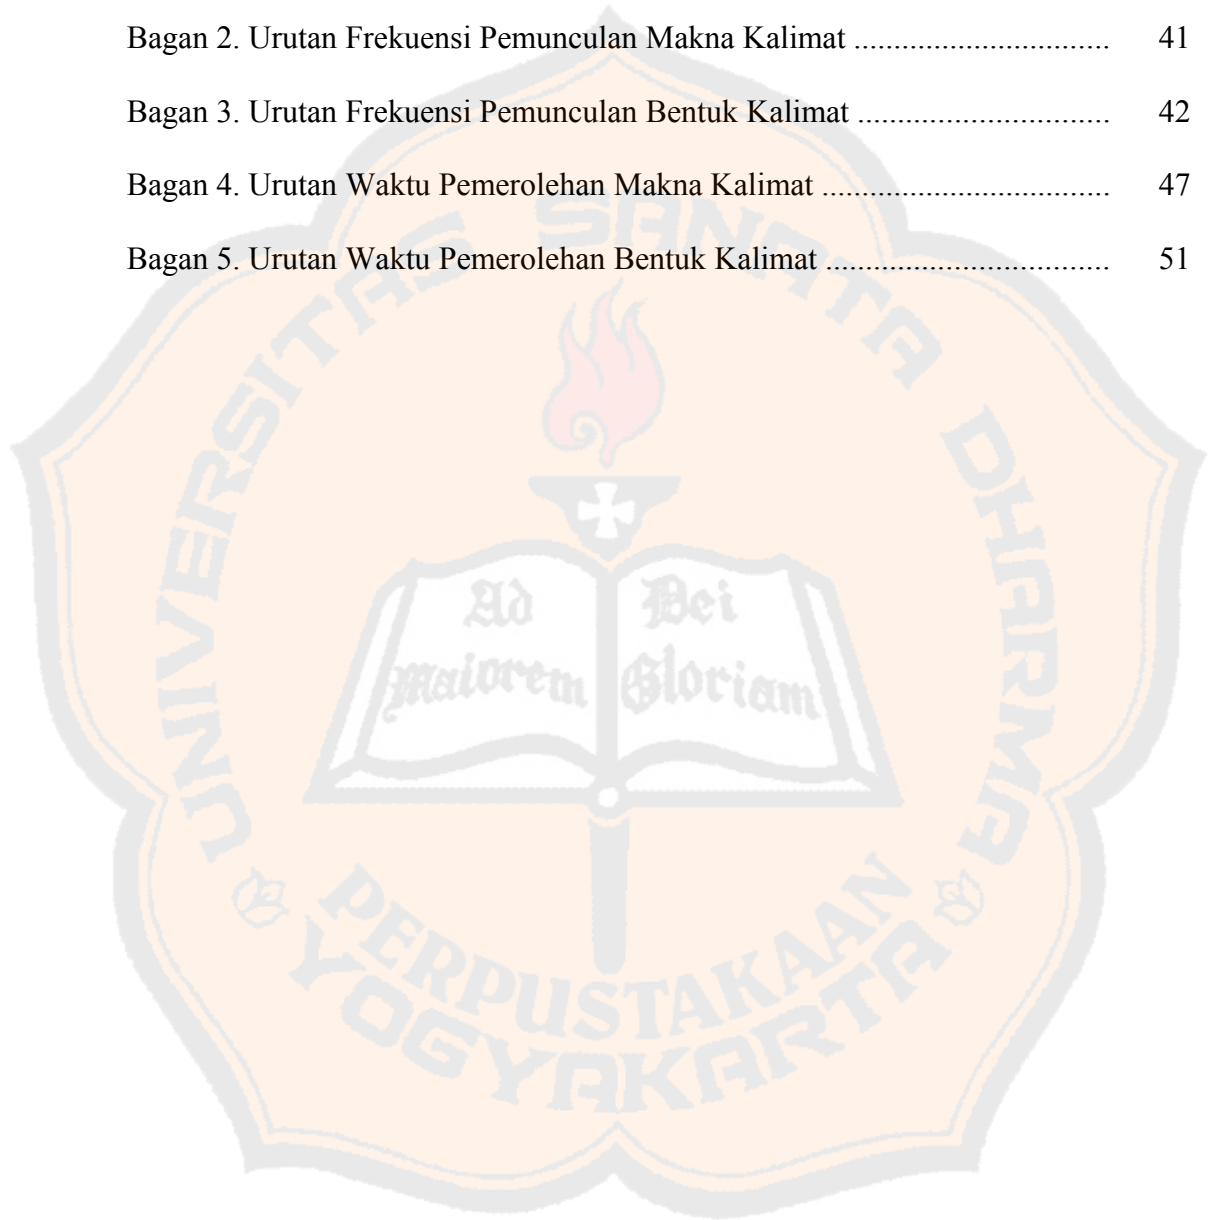 Bagan 2. Urutan Frekuensi Pemunculan Makna Kalimat ................................ 41
Bagan 3. Urutan Frekuensi Pemunculan Bentuk Kalimat ............................... 42
Bagan 4. Urutan Waktu Pemerolehan Makna Kalimat .................................... 47
Bagan 5. Urutan Waktu Pemerolehan Bentuk Kalimat ................................... 51
UNIVERSITAS SANATA DHARMA
Ad Dei
Maiorem Gloriam
PERPUSTAKAAN
YOGYAKARTA